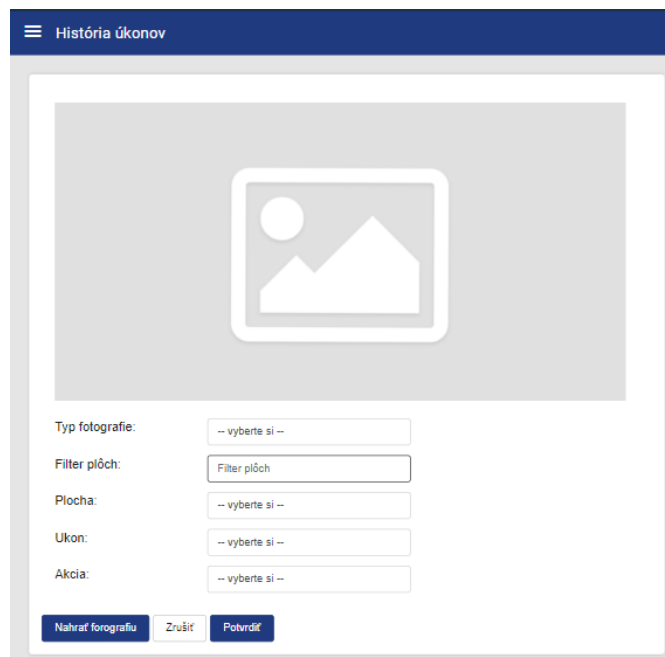 História úkonov
Typ fotografie:
-- vyberte si --
Filter plôch:
Filter plôch
Plocha:
-- vyberte si --
Ukon:
-- vyberte si --
Akcia:
-- vyberte si --
Nahrať forografiu Zrušiť Potvrdiť